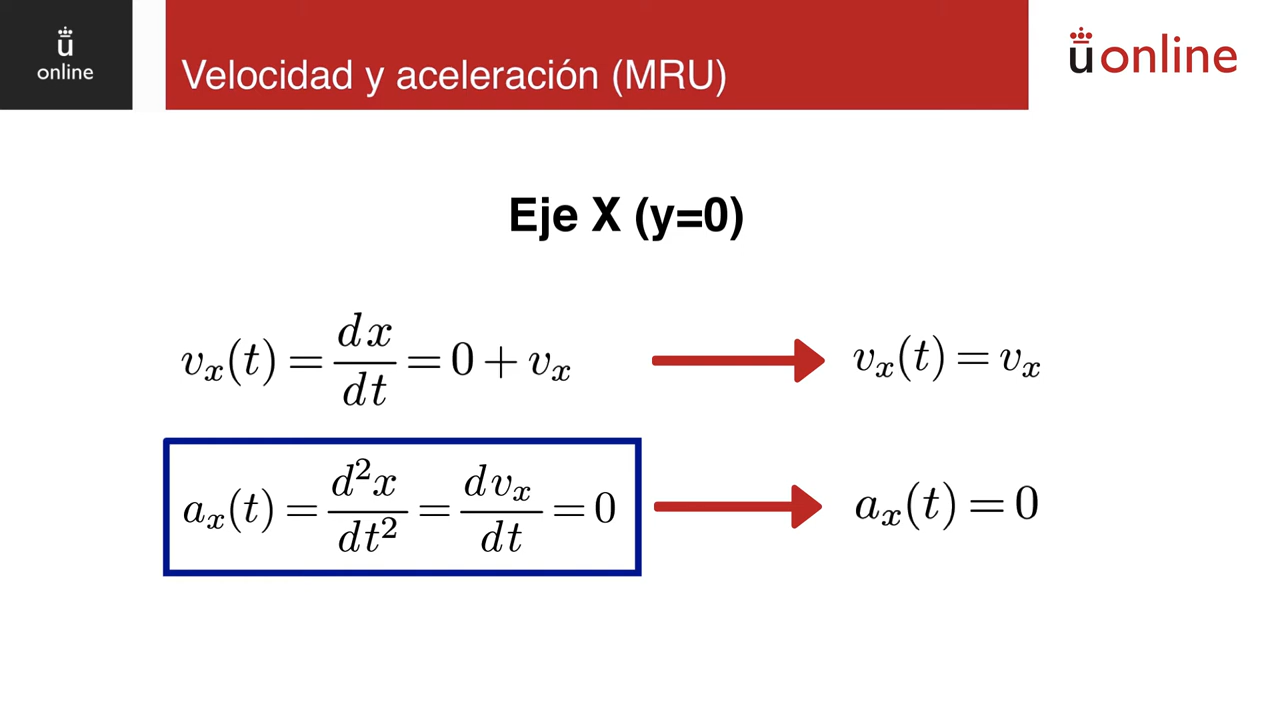 ü
online
Velocidad y aceleración (MRU)
üonline
Eje X (y=0)
v_x(t) = dx/dt = 0 + v_x
v_x(t) = v_x
a_x(t) = d²x/dt² = dv_x/dt = 0
a_x(t) = 0